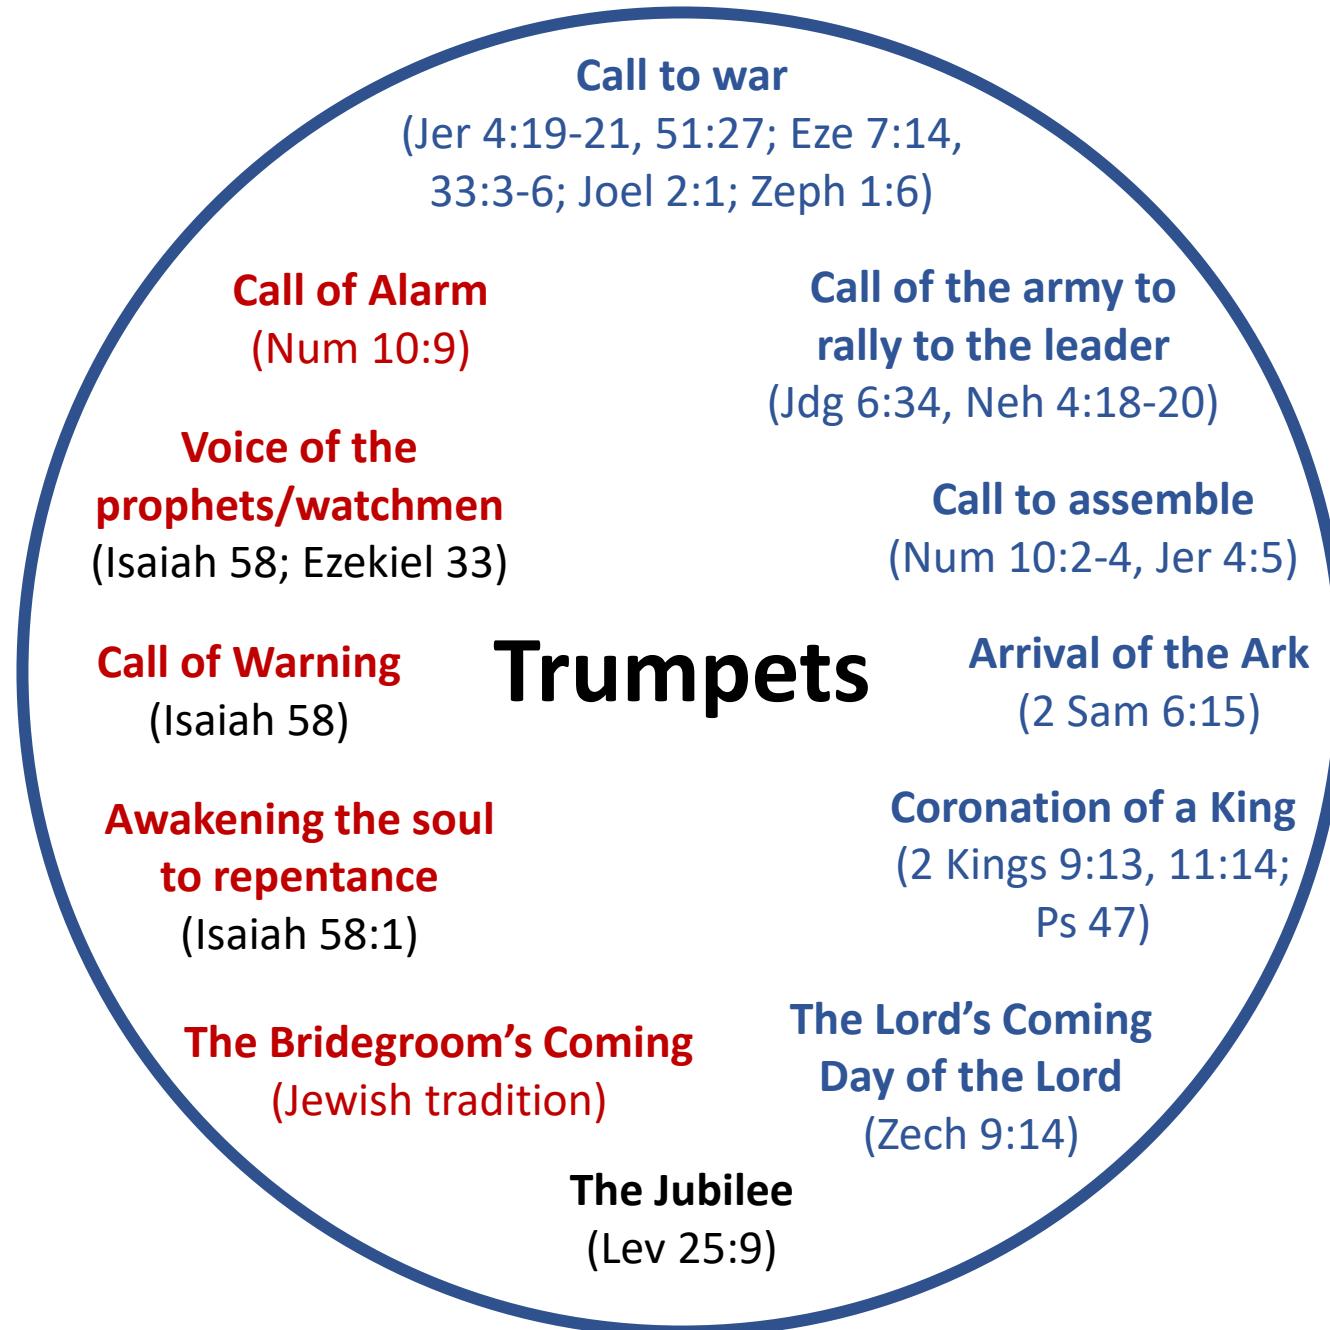 Call to war
(Jer 4:19-21, 51:27; Eze 7:14,
33:3-6; Joel 2:1; Zeph 1:6)
Call of Alarm
(Num 10:9)
Call of the army to
rally to the leader
(Jdg 6:34, Neh 4:18-20)
Voice of the
prophets/watchmen
(Isaiah 58; Ezekiel 33)
Call to assemble
(Num 10:2-4, Jer 4:5)
Call of Warning
(Isaiah 58)
Trumpets
Arrival of the Ark
(2 Sam 6:15)
Awakening the soul
to repentance
(Isaiah 58:1)
Coronation of a King
(2 Kings 9:13, 11:14;
Ps 47)
The Bridegroom’s Coming
(Jewish tradition)
The Lord’s Coming
Day of the Lord
(Zech 9:14)
The Jubilee
(Lev 25:9)